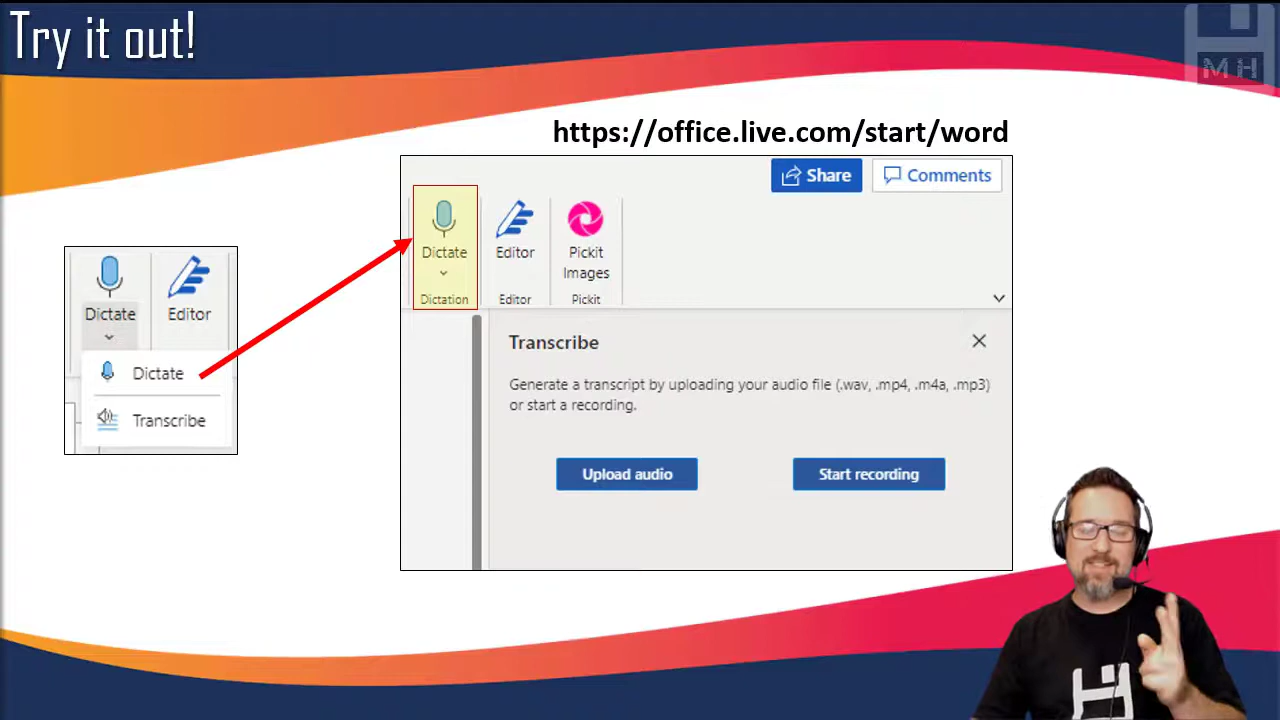 Try it out!
MH
https://office.live.com/start/word
Share
Comments
Dictate
Editor
Pickit
Images
Dictation
Editor
Pickit
Dictate
Editor
Dictate
Transcribe
Transcribe
Generate a transcript by uploading your audio file (.wav, .mp4, .m4a, .mp3)
or start a recording.
Upload audio
Start recording